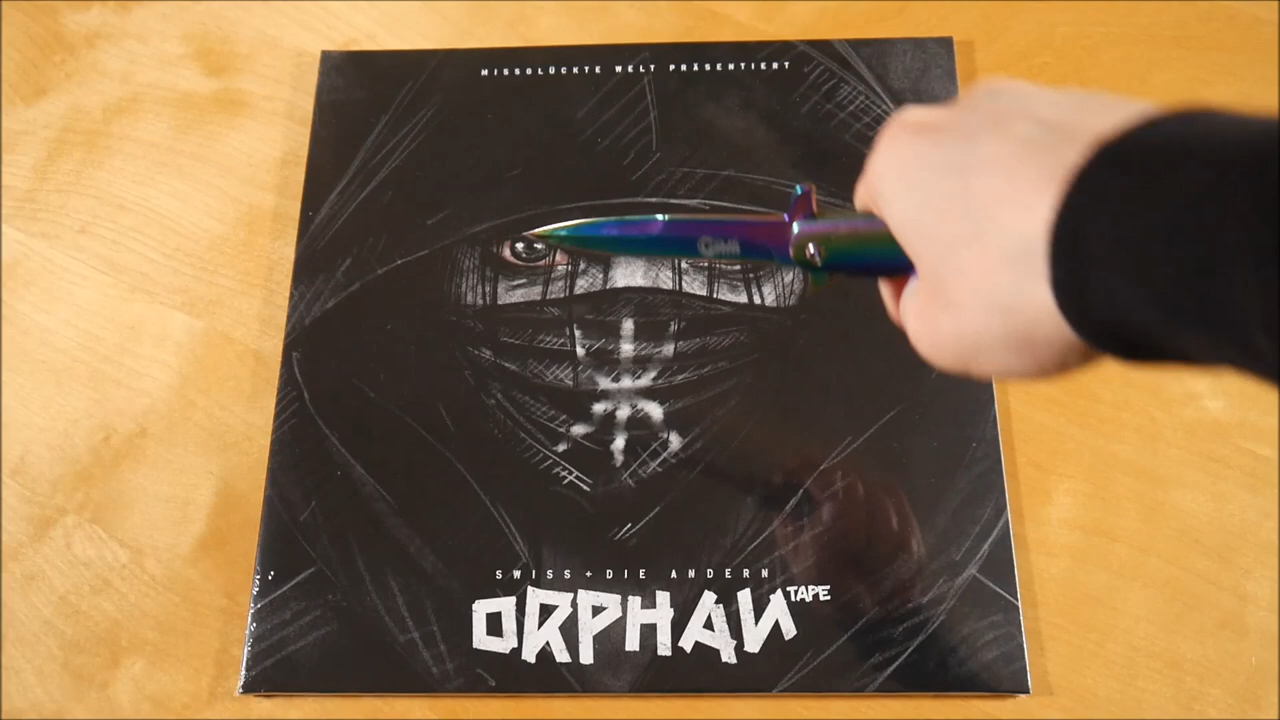 MISSGLÜCKTE WELT PRÄSENTIERT
SWISS + DIE ANDERN
ORPHAN
TAPE